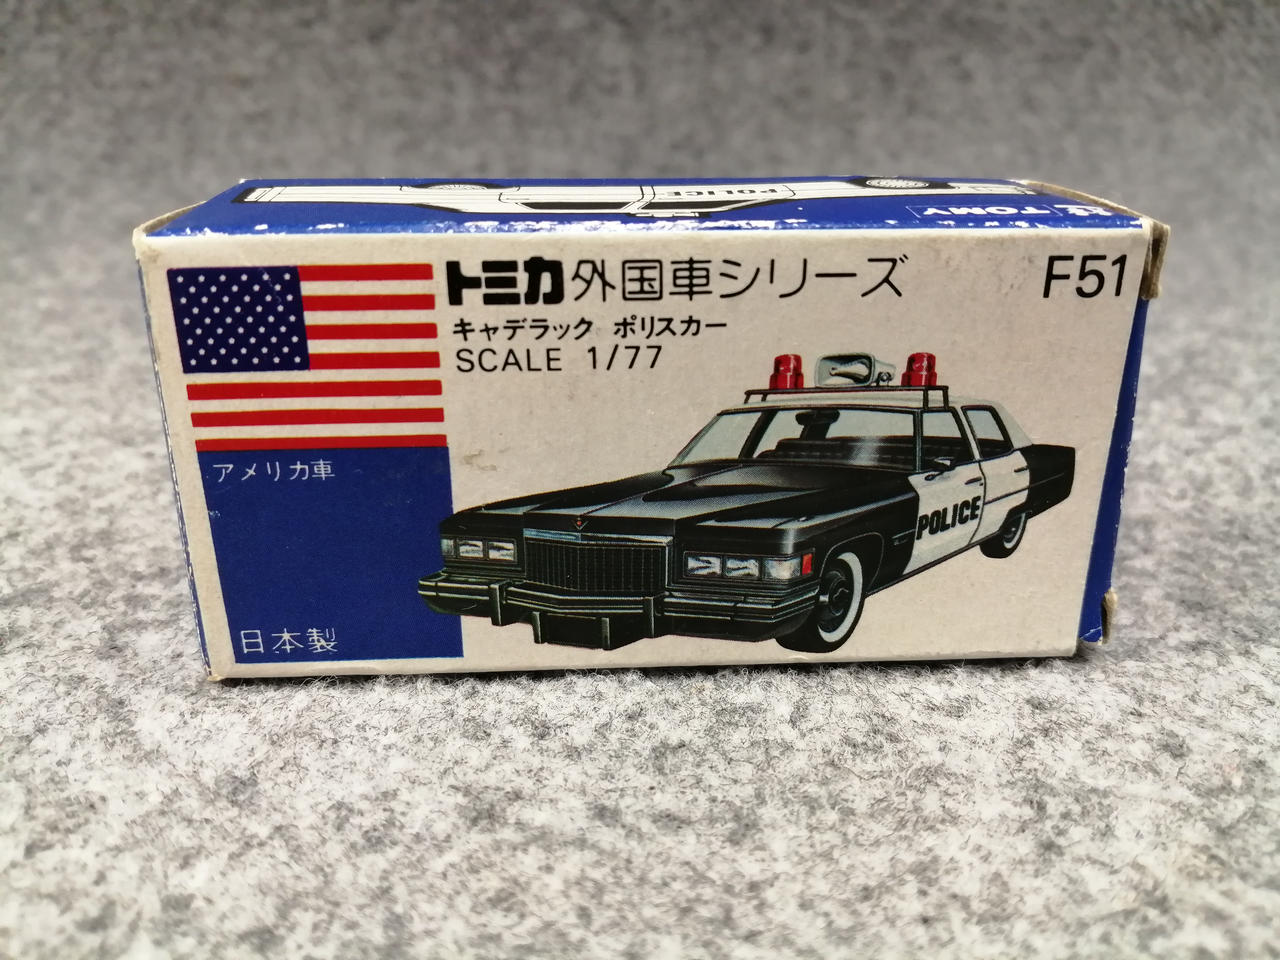 POLICE
TOMY
トミカ外国車シリーズ F51
キャデラック ポリスカー
SCALE 1/77
アメリカ車
POLICE
日本製